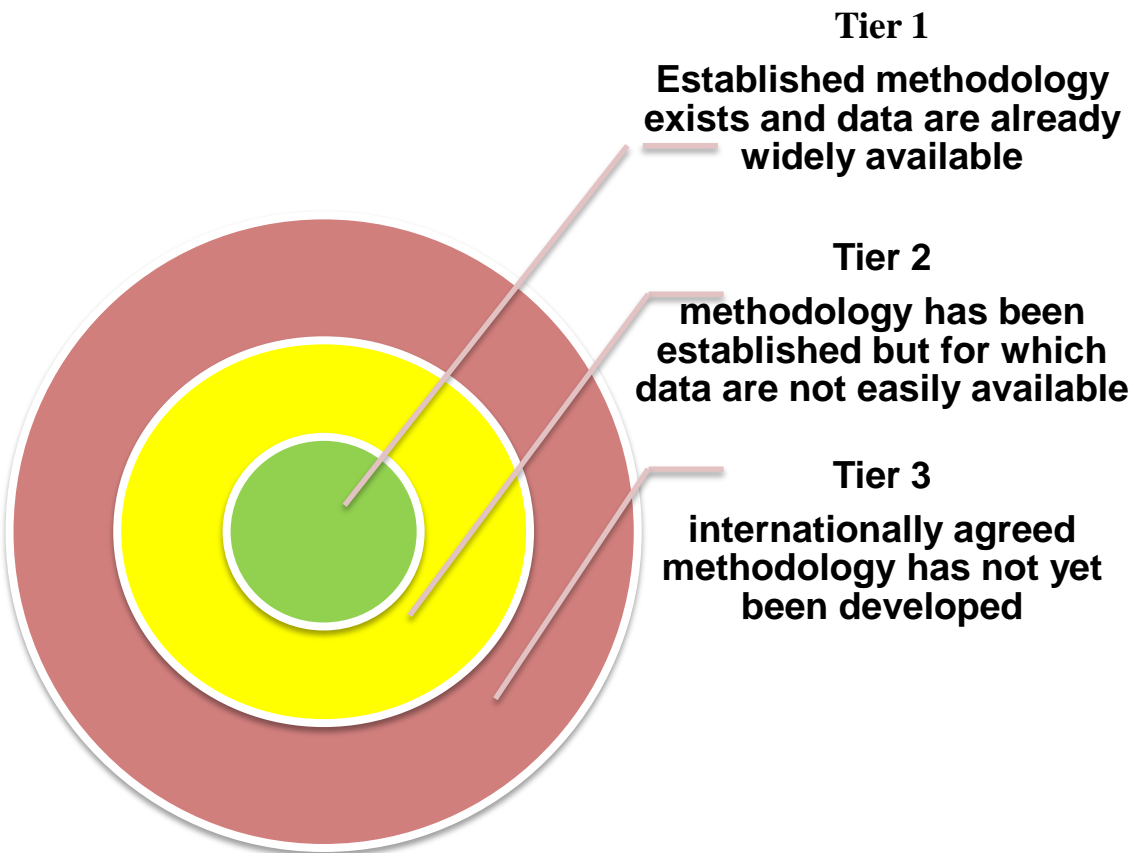 Tier 1
Established methodology
exists and data are already
widely available
Tier 2
methodology has been
established but for which
data are not easily available
Tier 3
internationally agreed
methodology has not yet
been developed